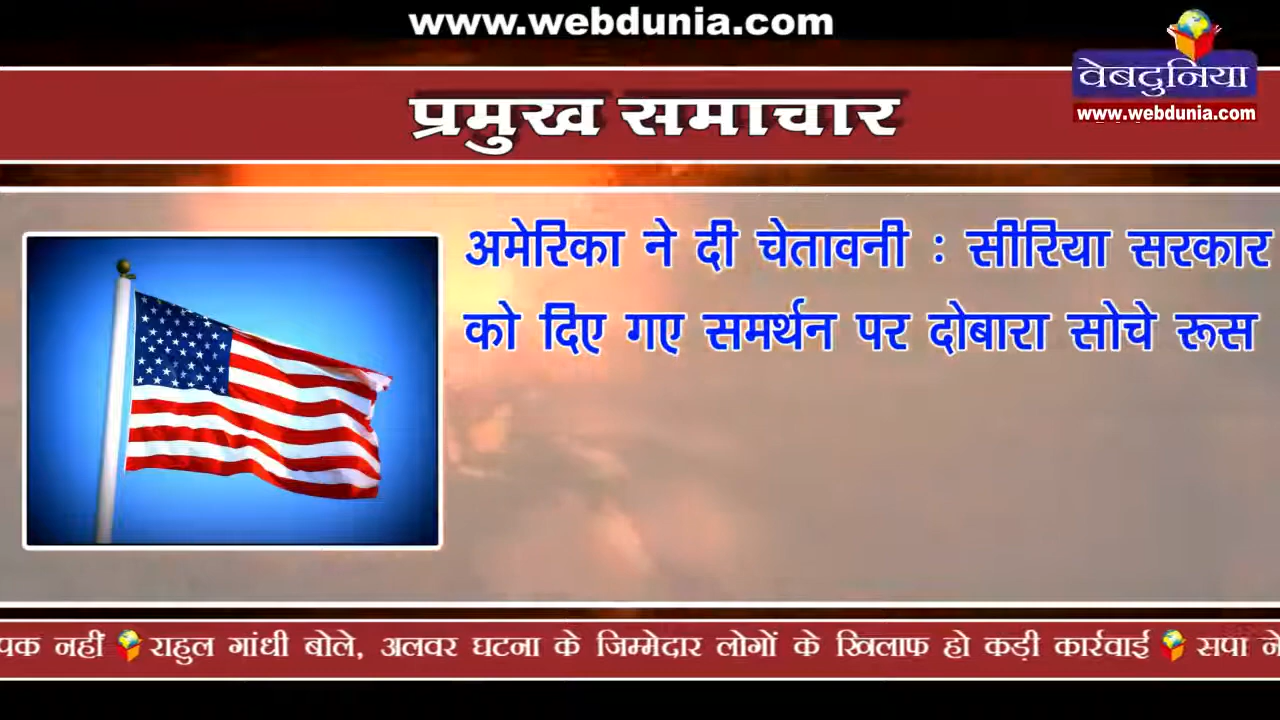 www.webdunia.com
वेबदुनिया
www.webdunia.com
प्रमुख समाचार
अमेरिका ने दी चेतावनी : सीरिया सरकार
को दिए गए समर्थन पर दोबारा सोचे रूस
पक नहीं राहुल गांधी बोले, अलवर घटना के जिम्मेदार लोगों के खिलाफ हो कड़ी कार्रवाई सपा ने